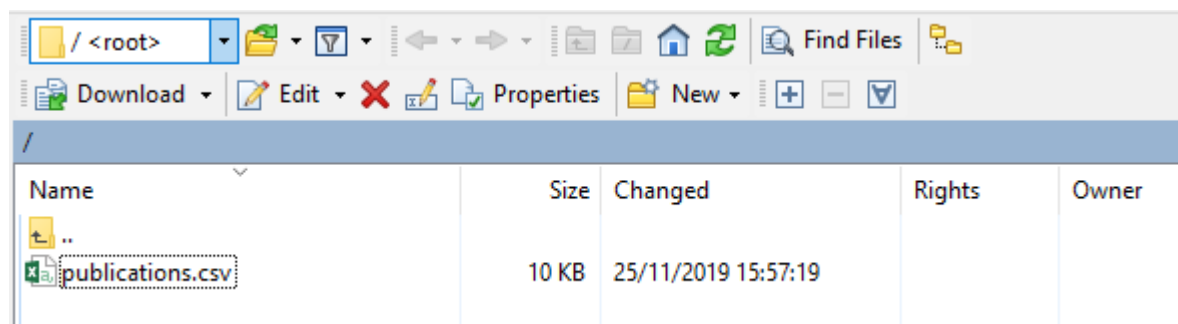 / <root> Find Files
Download Edit Properties New
/
Name Size Changed Rights Owner
..
publications.csv 10 KB 25/11/2019 15:57:19